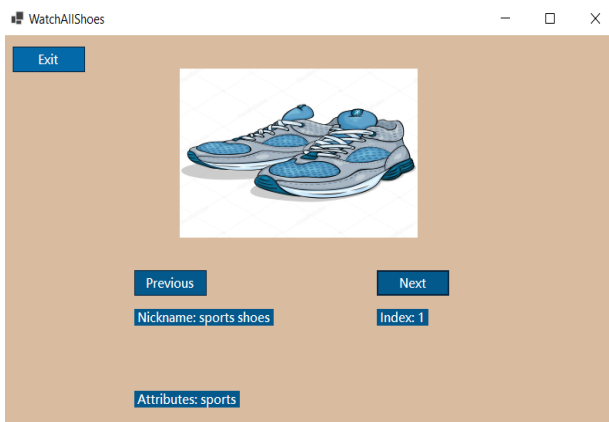 WatchAllShoes
Exit
Previous
Next
Nickname: sports shoes
Index: 1
Attributes: sports